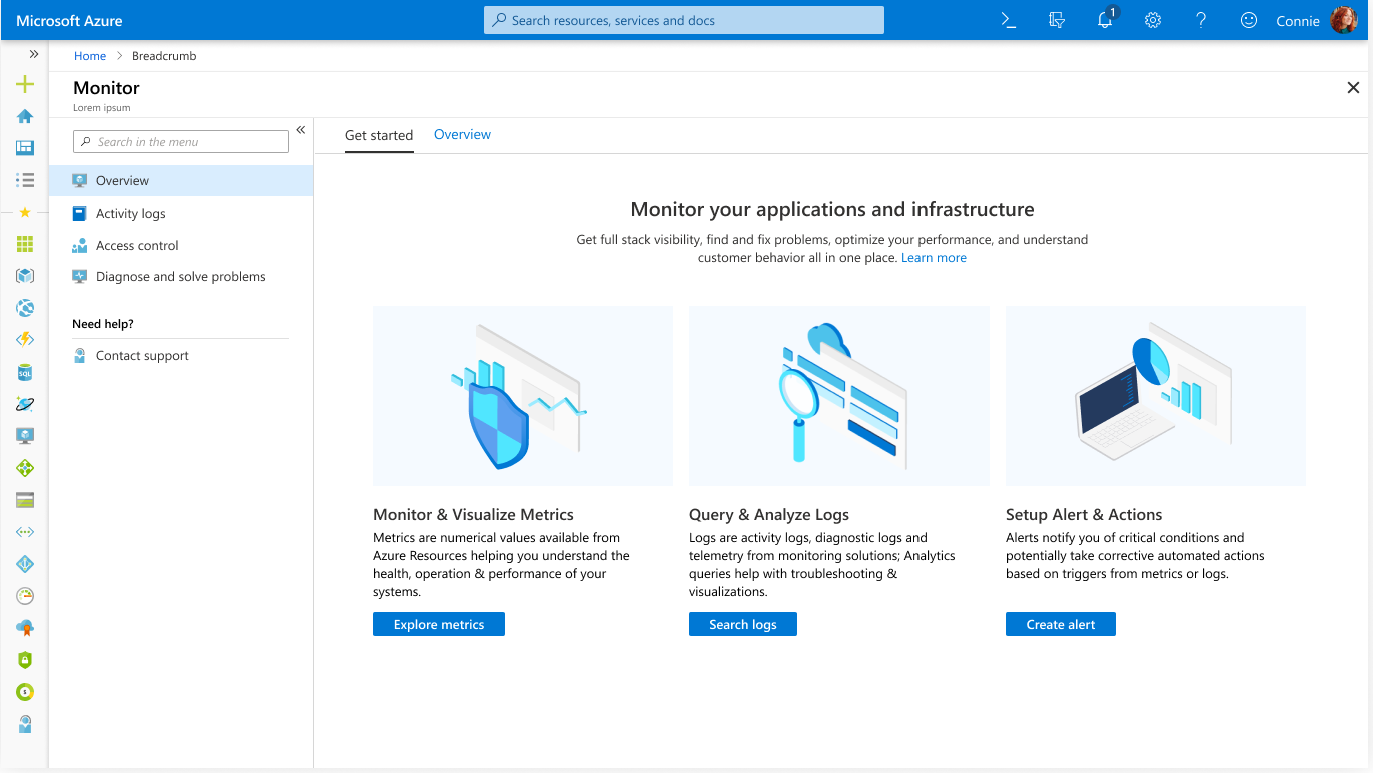 Microsoft Azure
Search resources, services and docs
1
Connie
Home > Breadcrumb
Monitor
Lorem ipsum
Search in the menu
Overview
Activity logs
Access control
Diagnose and solve problems
Need help?
Contact support
Get started
Overview
Monitor your applications and infrastructure
Get full stack visibility, find and fix problems, optimize your performance, and understand
customer behavior all in one place. Learn more
Monitor & Visualize Metrics
Metrics are numerical values available from
Azure Resources helping you understand the
health, operation & performance of your
systems.
Explore metrics
Query & Analyze Logs
Logs are activity logs, diagnostic logs and
telemetry from monitoring solutions; Analytics
queries help with troubleshooting &
visualizations.
Search logs
Setup Alert & Actions
Alerts notify you of critical conditions and
potentially take corrective automated actions
based on triggers from metrics or logs.
Create alert
SQL